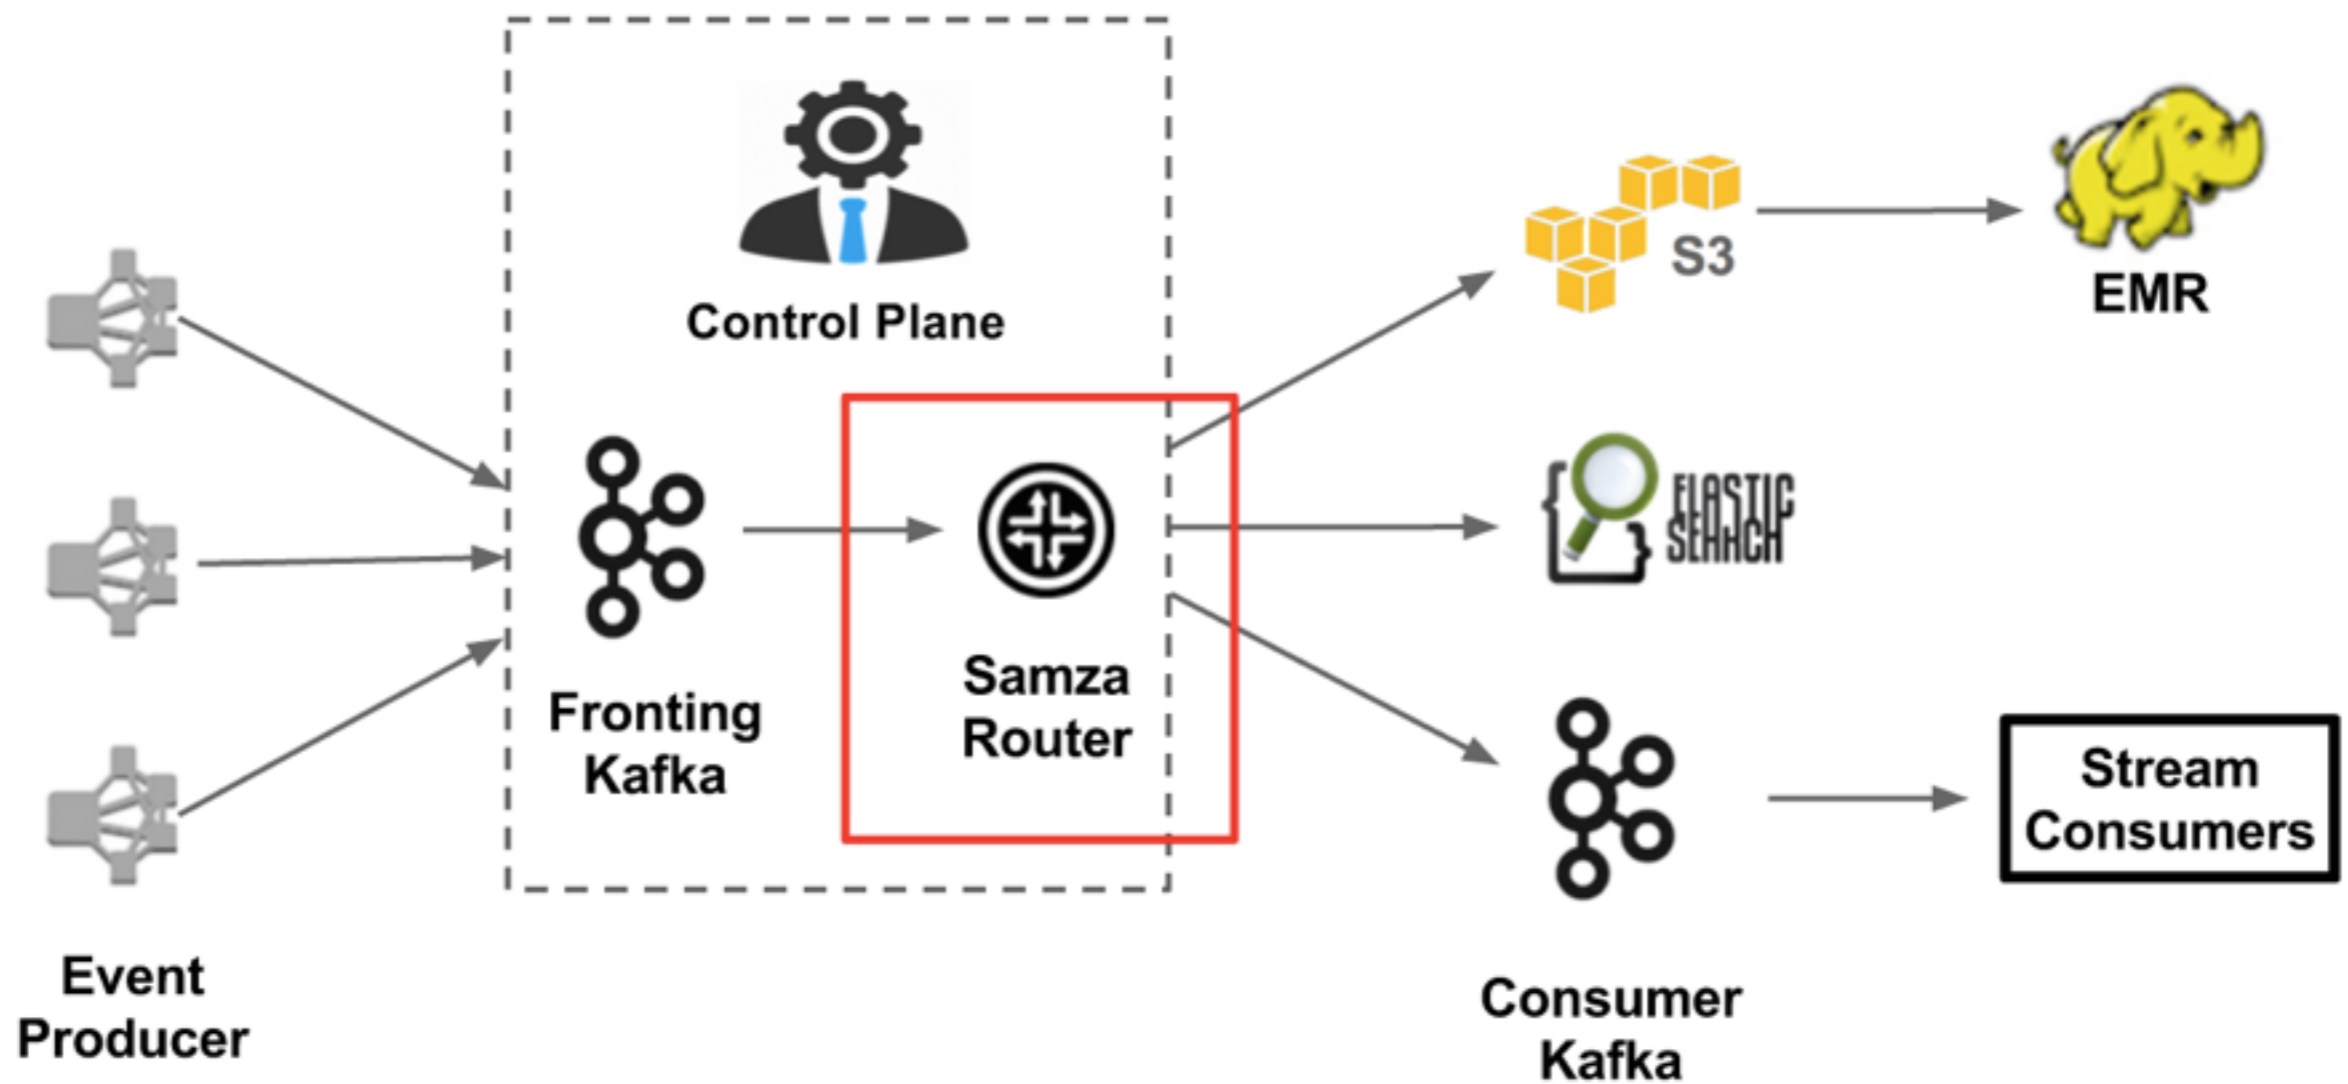 Control Plane
S3
EMR
ELASTIC
SEARCH
Fronting
Kafka
Samza
Router
Stream
Consumers
Event
Producer
Consumer
Kafka